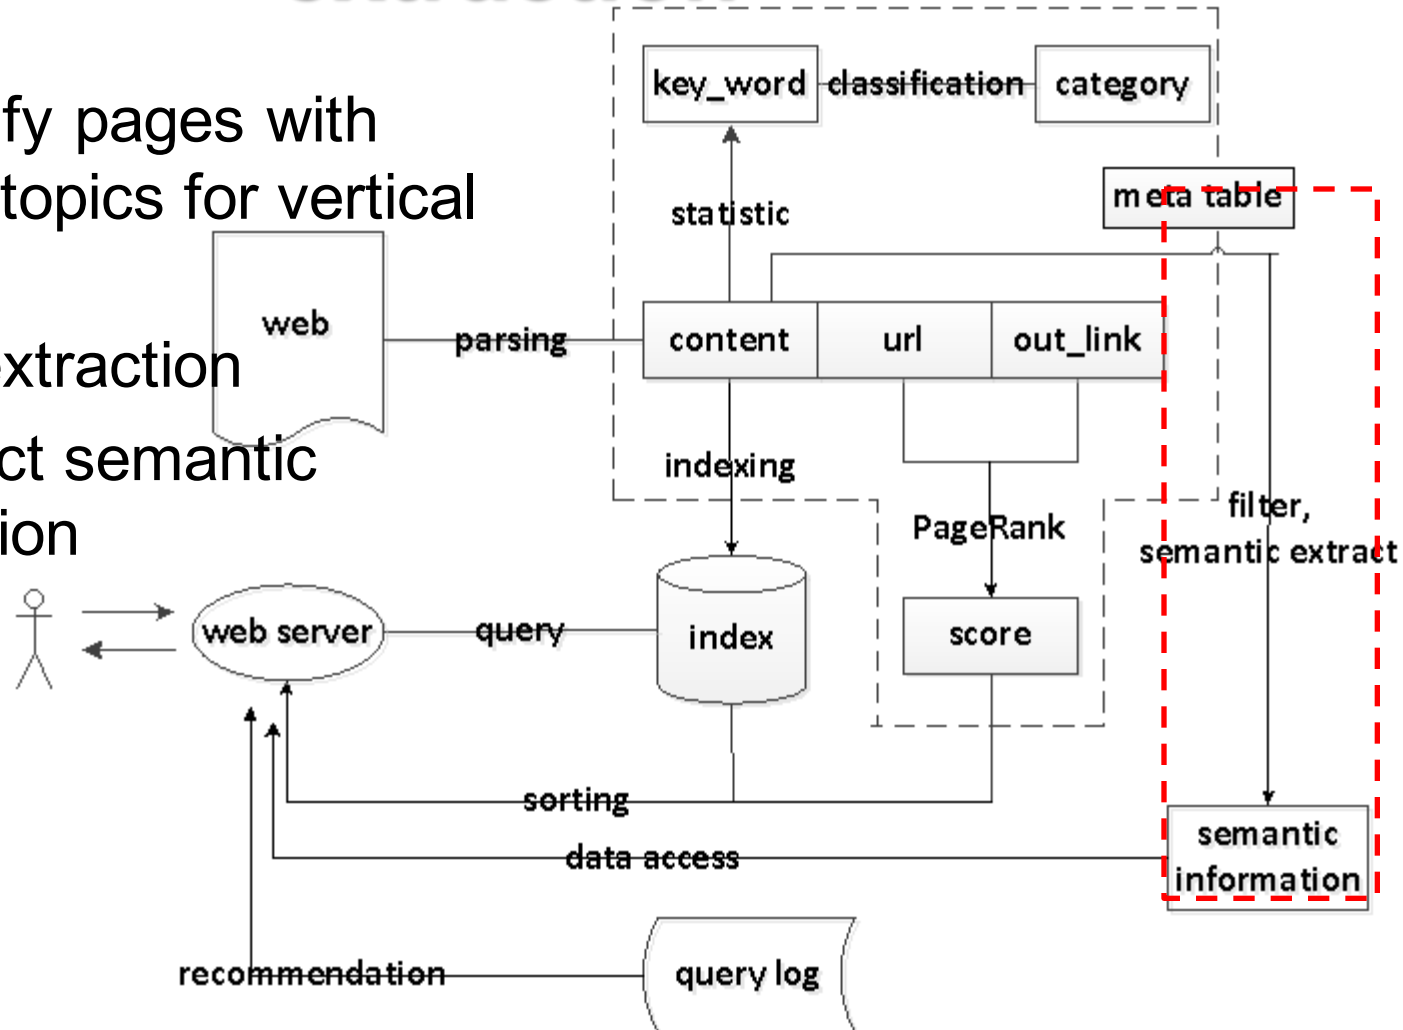 key_word classification category
fy pages with
topics for vertical
meta table
statistic
web
parsing
content url out_link
xtraction
ct semantic
tion
indexing
filter,
semantic extract
PageRank
web server
query
index
score
sorting
data access
semantic
information
recommendation
query log